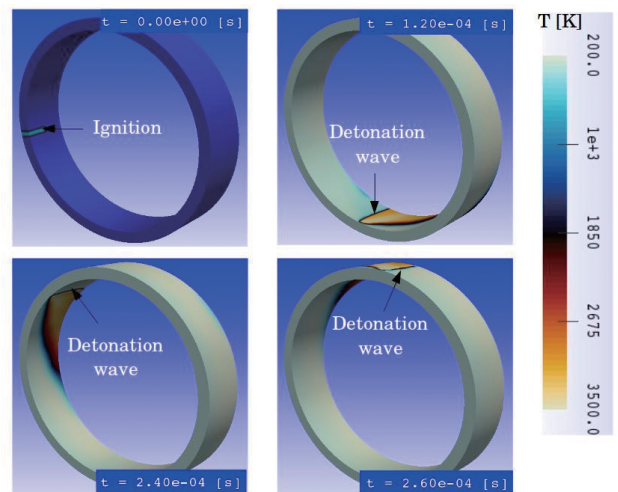 t = 0.00e+00 [s]
Ignition
t = 1.20e-04 [s]
Detonation
wave
Detonation
wave
t = 2.40e-04 [s]
Detonation
wave
t = 2.60e-04 [s]
T [K]
200.0
1e+3
1850
2675
3500.0